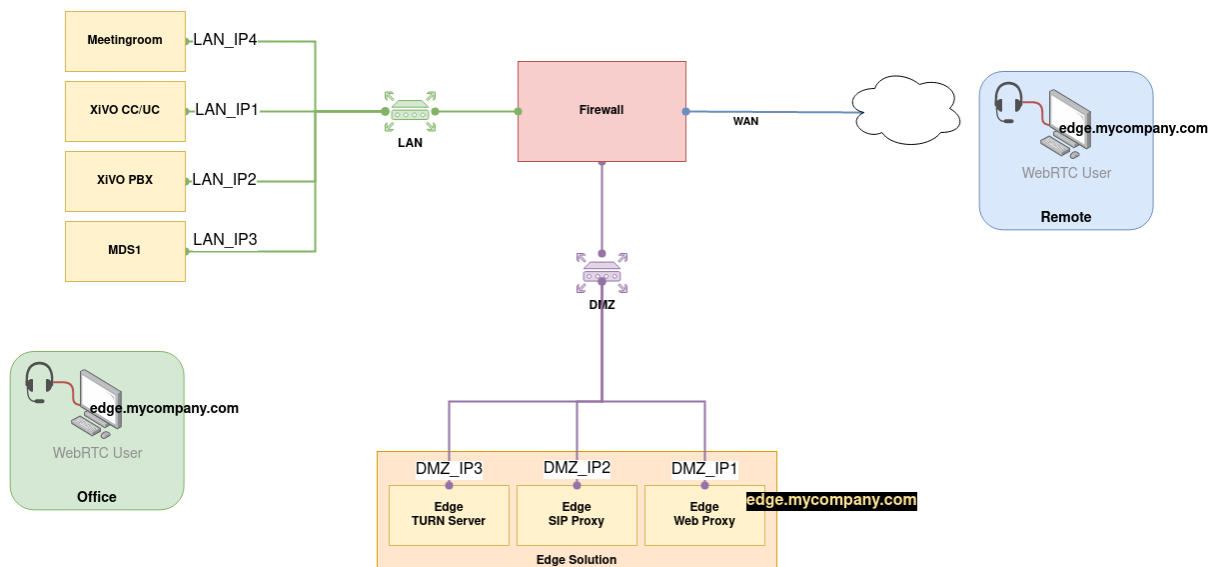 Meetingroom
LAN_IP4
XiVO CC/UC
LAN_IP1
XiVO PBX
LAN_IP2
MDS1
LAN_IP3
LAN
Firewall
WAN
edge.mycompany.com
WebRTC User
Remote
DMZ
edge.mycompany.com
WebRTC User
Office
DMZ_IP3
DMZ_IP2
DMZ_IP1
Edge
TURN Server
Edge
SIP Proxy
Edge
Web Proxy
edge.mycompany.com
Edge Solution